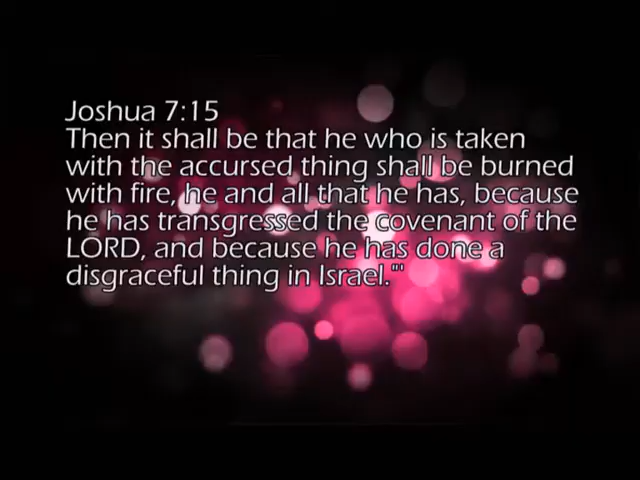 Joshua 7:15
Then it shall be that he who is taken
with the accursed thing shall be burned
with fire, he and all that he has, because
he has transgressed the covenant of the
LORD, and because he has done a
disgraceful thing in Israel."'